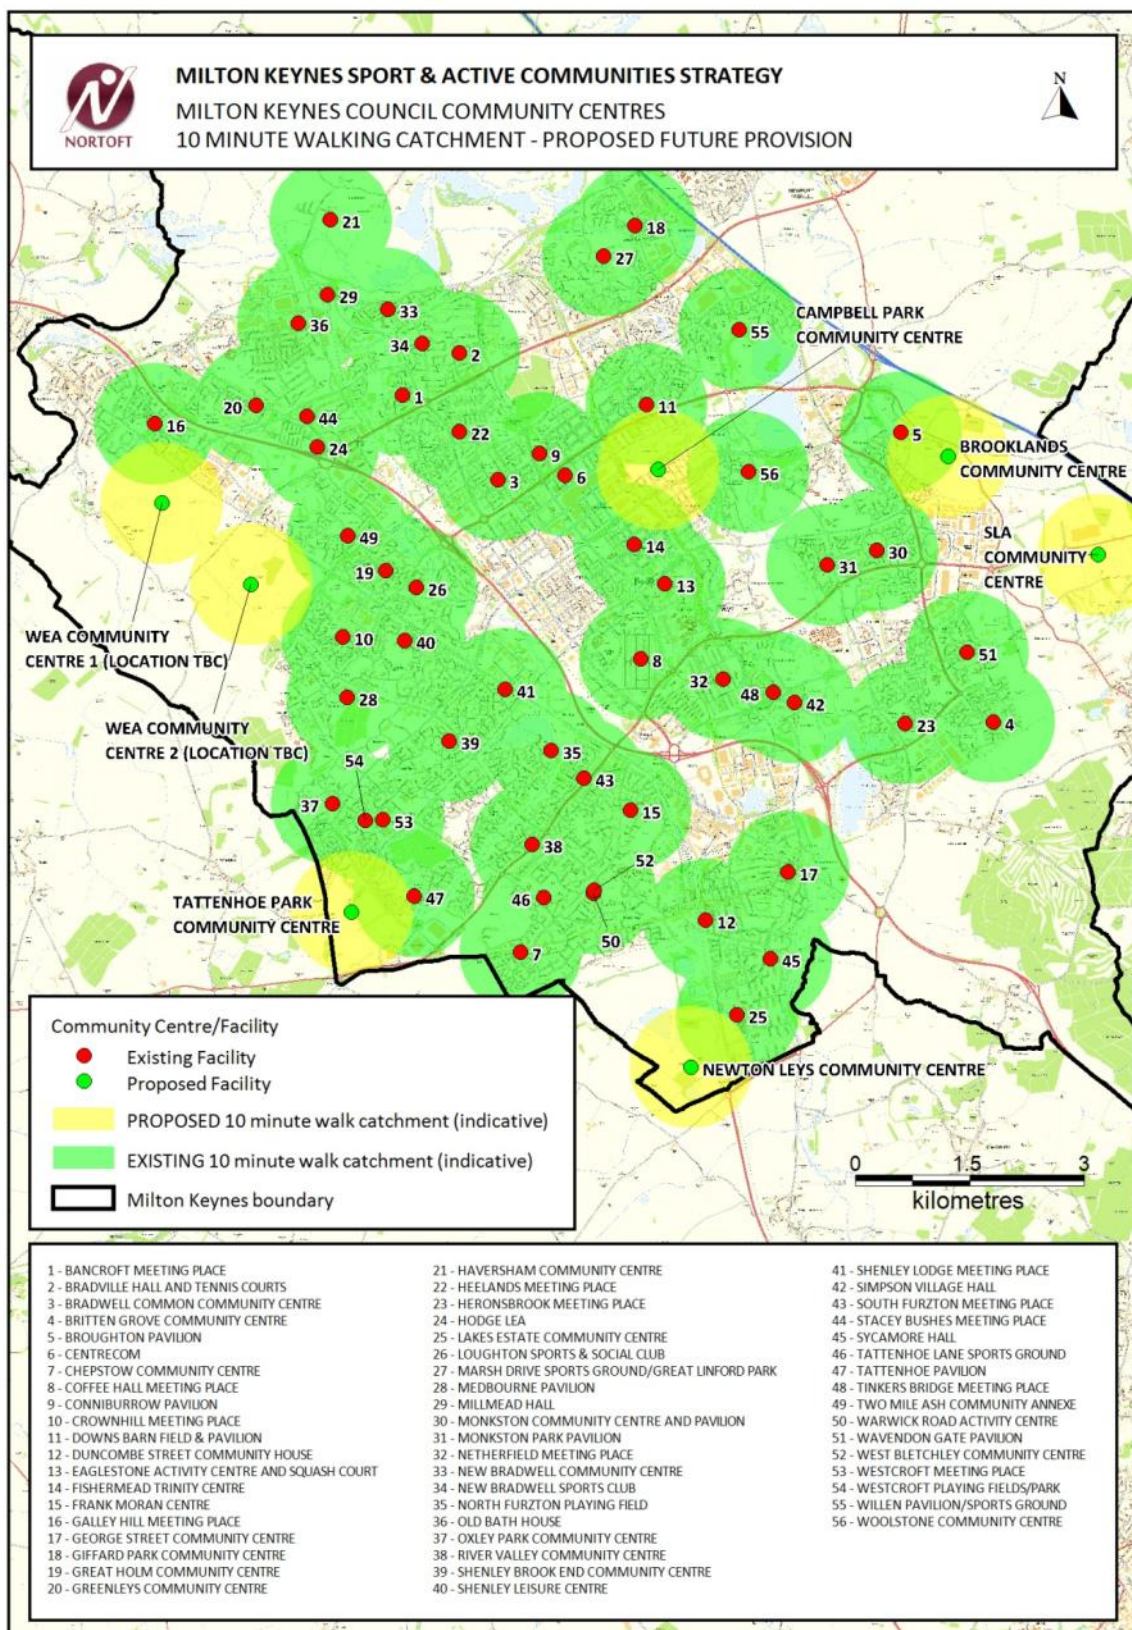 NORTOFT
MILTON KEYNES SPORT & ACTIVE COMMUNITIES STRATEGY
MILTON KEYNES COUNCIL COMMUNITY CENTRES
10 MINUTE WALKING CATCHMENT - PROPOSED FUTURE PROVISION
N
21
18
27
29
33
36
34
2
55
CAMPBELL PARK
COMMUNITY CENTRE
1
20
44
16
24
22
11
5
9
3
6
56
BROOKLANDS
COMMUNITY CENTRE
49
14
30
31
SLA
COMMUNITY
CENTRE
19
26
13
10
40
8
51
WEA COMMUNITY
CENTRE 1 (LOCATION TBC)
28
41
32
48
42
23
4
WEA COMMUNITY
CENTRE 2 (LOCATION TBC)
39
35
54
43
37
53
15
38
52
17
TATTENHOE PARK
COMMUNITY CENTRE
47
46
50
12
7
45
25
NEWTON LEYS COMMUNITY CENTRE
Community Centre/Facility
Existing Facility
Proposed Facility
PROPOSED 10 minute walk catchment (indicative)
EXISTING 10 minute walk catchment (indicative)
Milton Keynes boundary
0 1.5 3
kilometres
1 - BANCROFT MEETING PLACE
2 - BRADVILLE HALL AND TENNIS COURTS
3 - BRADWELL COMMON COMMUNITY CENTRE
4 - BRITTEN GROVE COMMUNITY CENTRE
5 - BROUGHTON PAVILION
6 - CENTRECOM
7 - CHEPSTOW COMMUNITY CENTRE
8 - COFFEE HALL MEETING PLACE
9 - CONNIBURROW PAVILION
10 - CROWNHILL MEETING PLACE
11 - DOWNS BARN FIELD & PAVILION
12 - DUNCOMBE STREET COMMUNITY HOUSE
13 - EAGLESTONE ACTIVITY CENTRE AND SQUASH COURT
14 - FISHERMEAD TRINITY CENTRE
15 - FRANK MORAN CENTRE
16 - GALLEY HILL MEETING PLACE
17 - GEORGE STREET COMMUNITY CENTRE
18 - GIFFARD PARK COMMUNITY CENTRE
19 - GREAT HOLM COMMUNITY CENTRE
20 - GREENLEYS COMMUNITY CENTRE
21 - HAVERSHAM COMMUNITY CENTRE
22 - HEELANDS MEETING PLACE
23 - HERONSBROOK MEETING PLACE
24 - HODGE LEA
25 - LAKES ESTATE COMMUNITY CENTRE
26 - LOUGHTON SPORTS & SOCIAL CLUB
27 - MARSH DRIVE SPORTS GROUND/GREAT LINFORD PARK
28 - MEDBOURNE PAVILION
29 - MILLMEAD HALL
30 - MONKSTON COMMUNITY CENTRE AND PAVILION
31 - MONKSTON PARK PAVILION
32 - NETHERFIELD MEETING PLACE
33 - NEW BRADWELL COMMUNITY CENTRE
34 - NEW BRADWELL SPORTS CLUB
35 - NORTH FURZTON PLAYING FIELD
36 - OLD BATH HOUSE
37 - OXLEY PARK COMMUNITY CENTRE
38 - RIVER VALLEY COMMUNITY CENTRE
39 - SHENLEY BROOK END COMMUNITY CENTRE
40 - SHENLEY LEISURE CENTRE
41 - SHENLEY LODGE MEETING PLACE
42 - SIMPSON VILLAGE HALL
43 - SOUTH FURZTON MEETING PLACE
44 - STACEY BUSHES MEETING PLACE
45 - SYCAMORE HALL
46 - TATTENHOE LANE SPORTS GROUND
47 - TATTENHOE PAVILION
48 - TINKERS BRIDGE MEETING PLACE
49 - TWO MILE ASH COMMUNITY ANNEXE
50 - WARWICK ROAD ACTIVITY CENTRE
51 - WAVENDON GATE PAVILION
52 - WEST BLETCHLEY COMMUNITY CENTRE
53 - WESTCROFT MEETING PLACE
54 - WESTCROFT PLAYING FIELDS/PARK
55 - WILLEN PAVILION/SPORTS GROUND
56 - WOOLSTONE COMMUNITY CENTRE